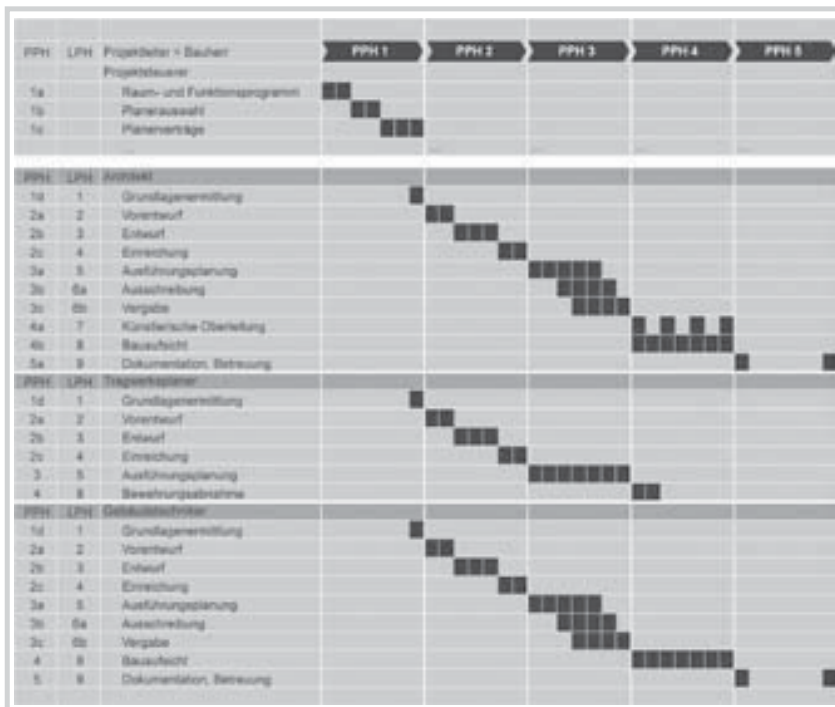 PPH LPH Projektleiter = Bauherr PPH 1 PPH 2 PPH 3 PPH 4 PPH 5
Projektsteuerer
1a Raum- und Funktionsprogramm
1b Planerauswahl
1c Planerverträge
.... .... .... .... ....
PPH LPH Architekt
1d 1 Grundlagenermittlung
2a 2 Vorentwurf
2b 3 Entwurf
2c 4 Einreichung
3a 5 Ausführungsplanung
3b 6a Ausschreibung
3c 6b Vergabe
4a 7 Künstlerische Oberleitung
4b 8 Bauaufsicht
5a 9 Dokumentation, Betreuung
PPH LPH Tragwerksplaner
1d 1 Grundlagenermittlung
2a 2 Vorentwurf
2b 3 Entwurf
2c 4 Einreichung
3 5 Ausführungsplanung
4 8 Bewehrungsabnahme
PPH LPH Gebäudetechniker
1d 1 Grundlagenermittlung
2a 2 Vorentwurf
2b 3 Entwurf
2c 4 Einreichung
3a 5 Ausführungsplanung
3b 6a Ausschreibung
3c 6b Vergabe
4 8 Bauaufsicht
5 9 Dokumentation, Betreuung